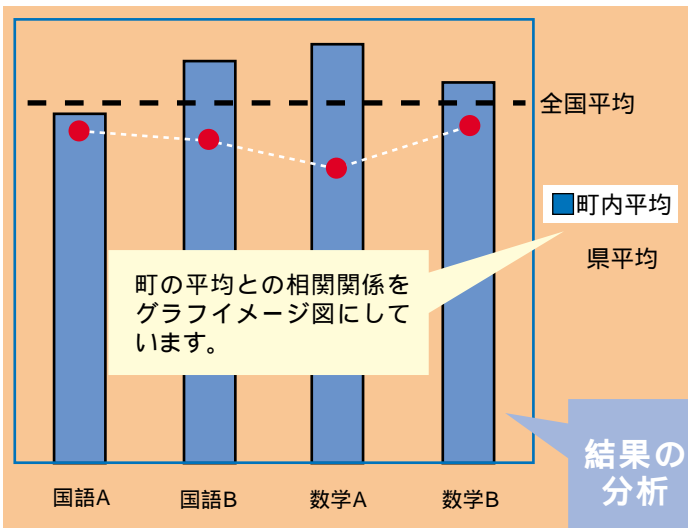 全国平均
町内平均
県平均
町の平均との相関関係を
グラフイメージ図にして
います。
結果の
分析
国語A
国語B
数学A
数学B